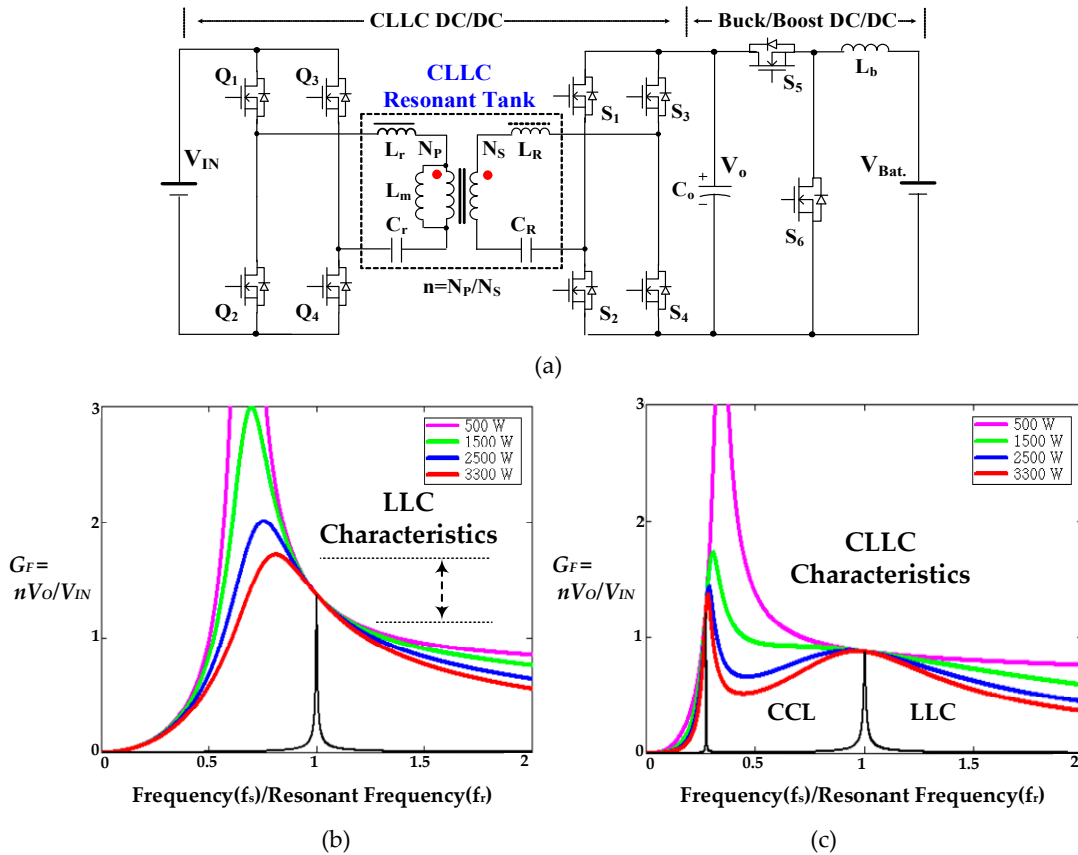 CLLC DC/DC
Buck/Boost DC/DC
Q1
Q3
CLLC
Resonant Tank
S1
S3
S5
Lb
Lr
NP
NS
LR
VIN
Lm
+
Vo
Co
−
VBat.
Cr
CR
S6
Q2
Q4
n=NP/NS
S2
S4
(a)
3
500 W
1500 W
2500 W
3300 W
LLC
Characteristics
2
GF=
nVO/VIN
1
0
0
0.5
1
1.5
2
Frequency(fs)/Resonant Frequency(fr)
(b)
3
500 W
1500 W
2500 W
3300 W
2
CLLC
Characteristics
GF=
nVO/VIN
1
CCL
LLC
0
0
0.5
1
1.5
2
Frequency(fs)/Resonant Frequency(fr)
(c)